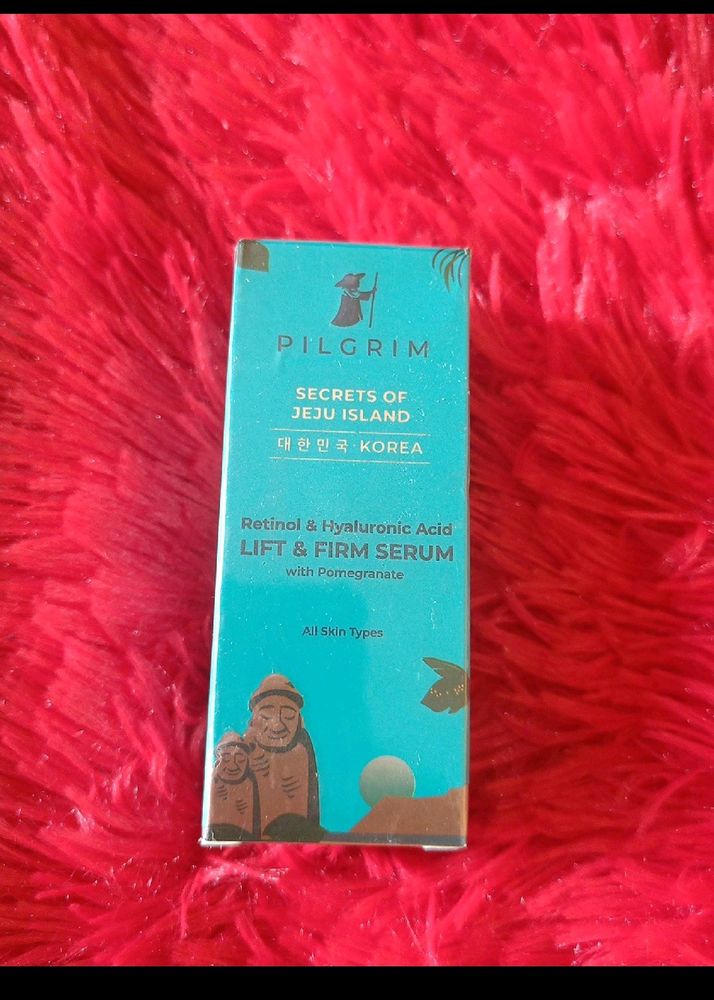 PILGRIM
SECRETS OF
JEJU ISLAND
대한민국 KOREA
Retinol & Hyaluronic Acid
LIFT & FIRM SERUM
with Pomegranate
All Skin Types